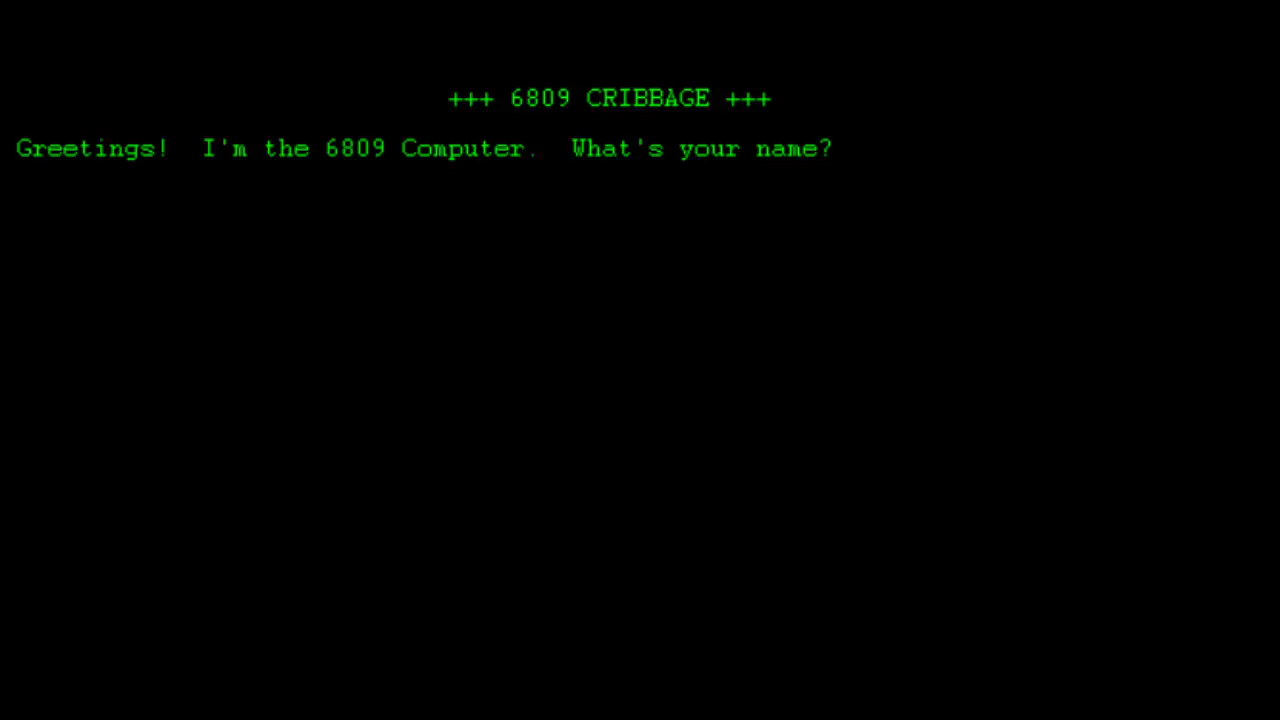 +++ 6809 CRIBBAGE +++
Greetings!  I'm the 6809 Computer.  What's your name?